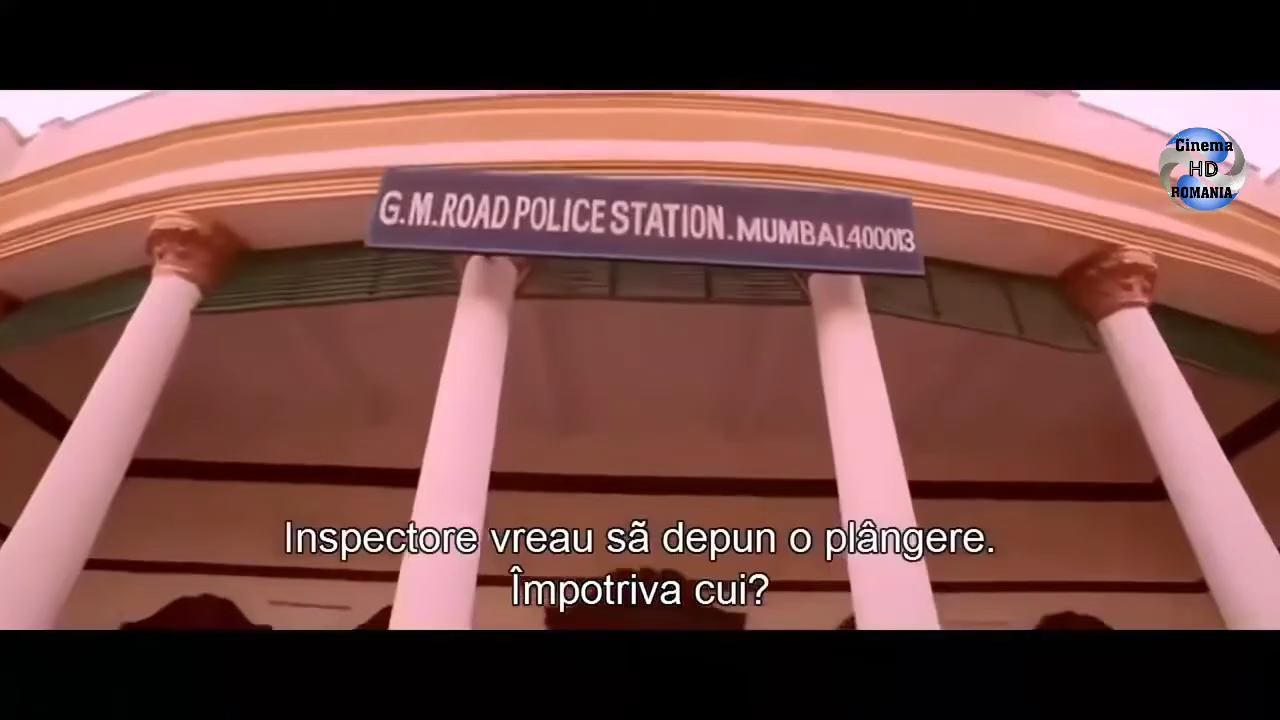 Cinema
HD
ROMANIA
G.M.ROAD POLICE STATION. MUMBAI.400013
Inspectore vreau sã depun o plângere.
Împotriva cui?